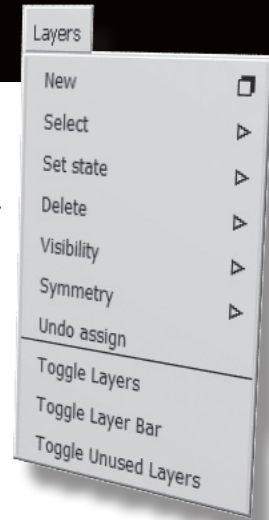 Layers
New
Select
Set state
Delete
Visibility
Symmetry
Undo assign
Toggle Layers
Toggle Layer Bar
Toggle Unused Layers